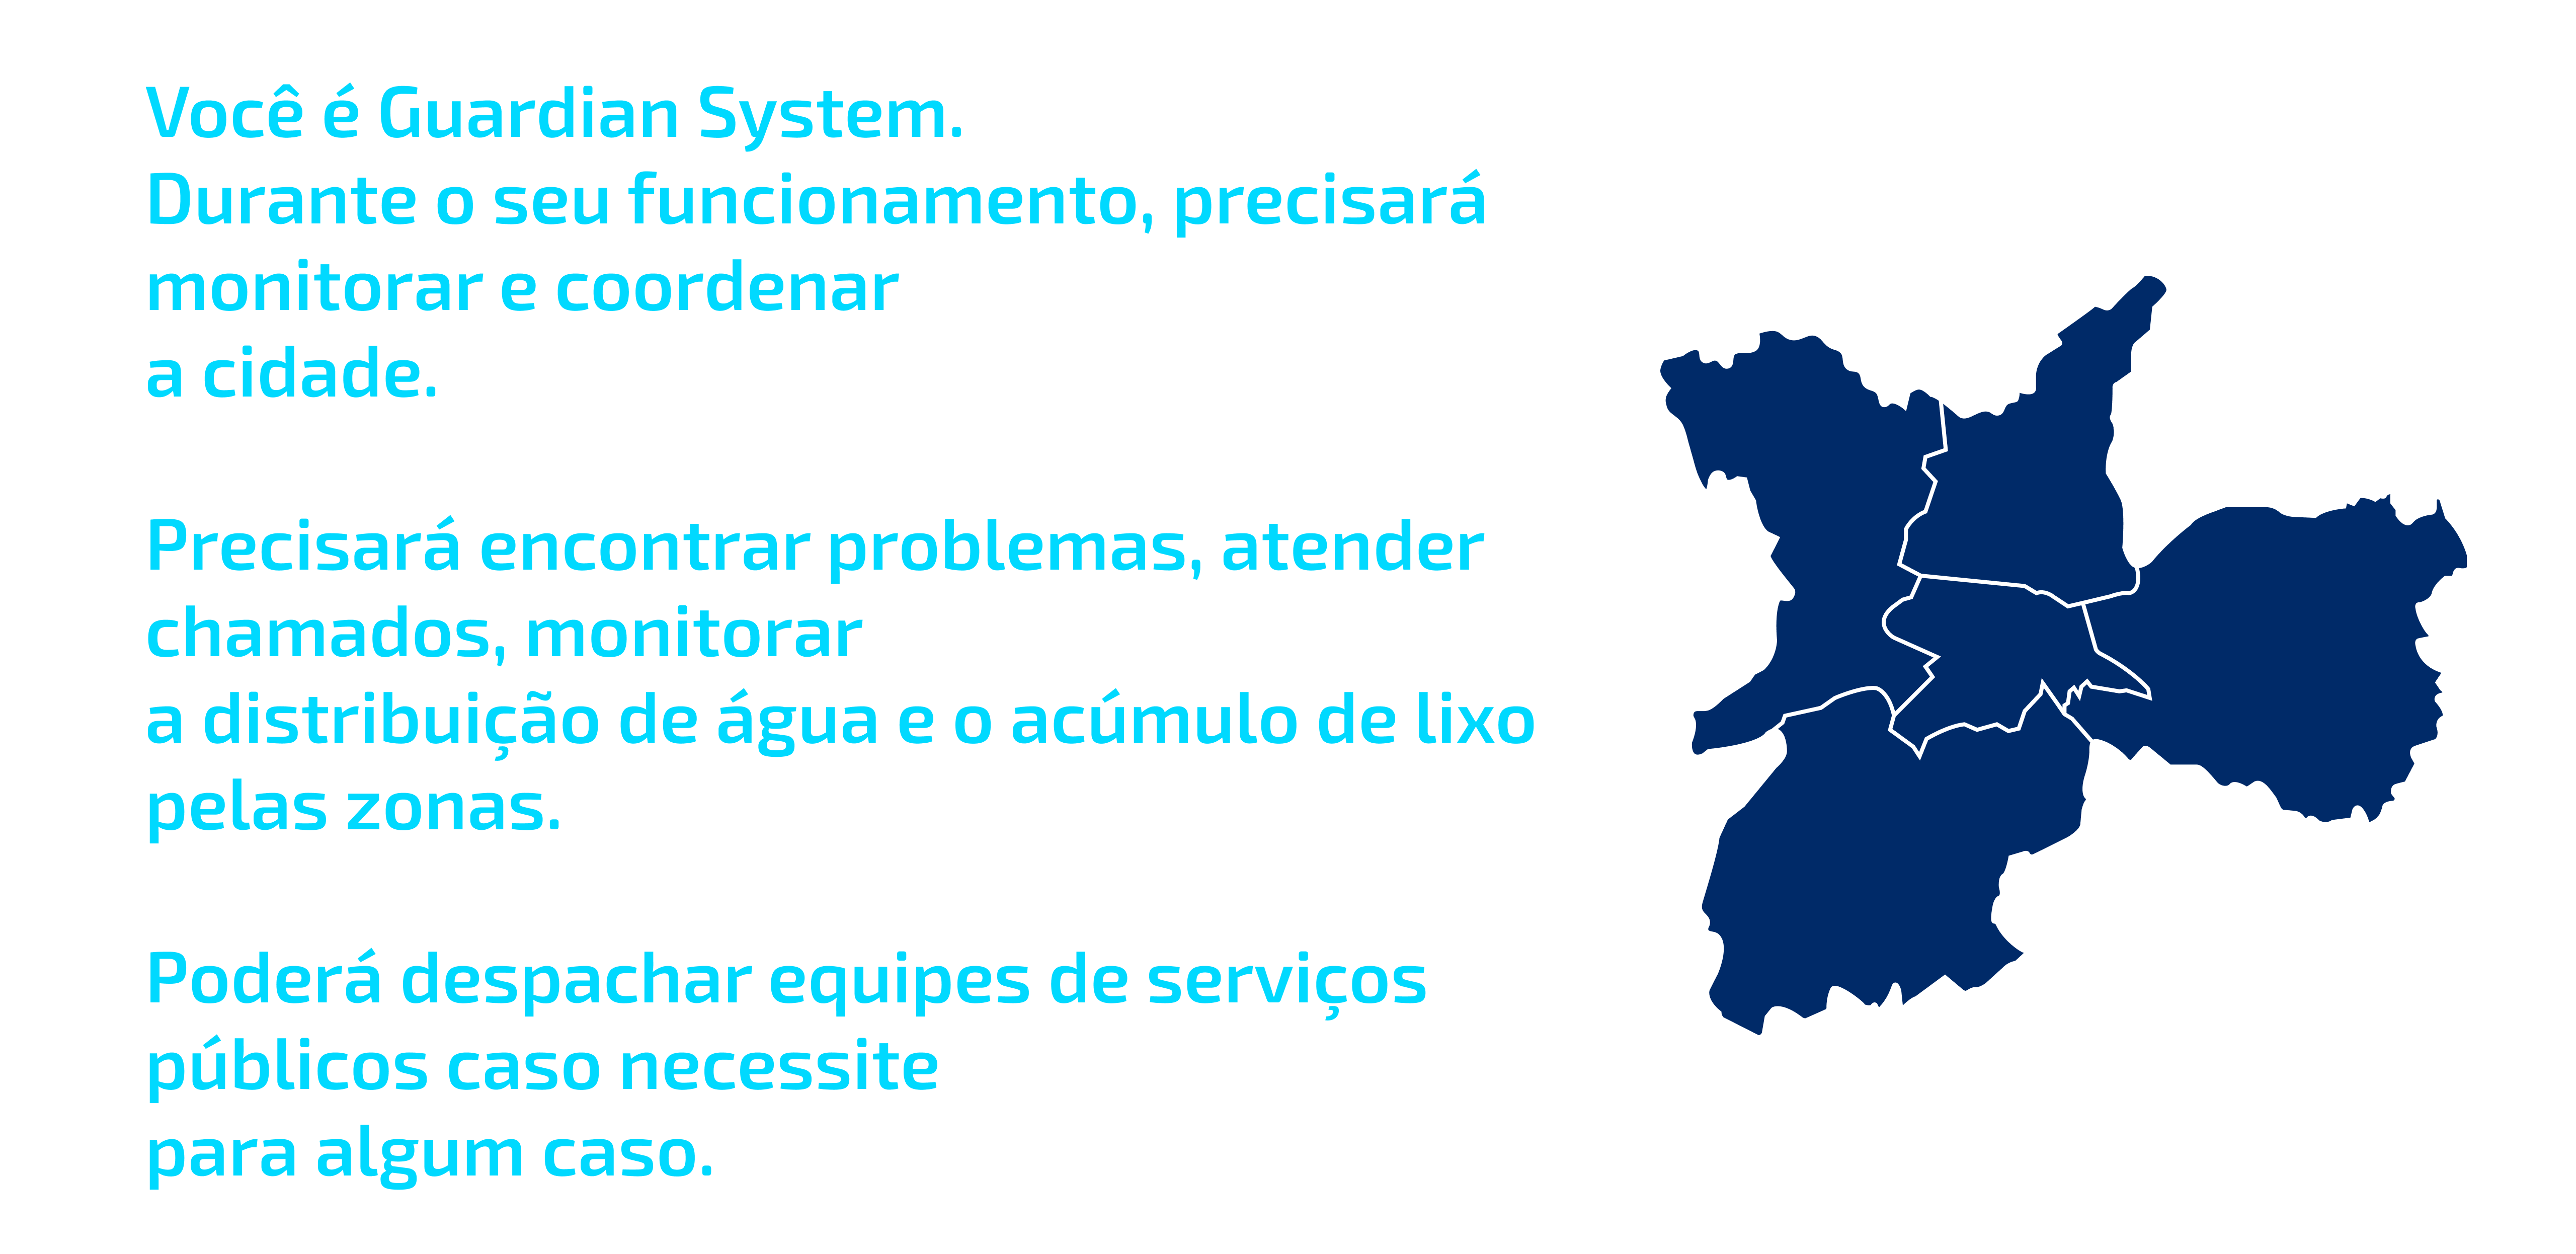 Você é Guardian System.
Durante o seu funcionamento, precisará
monitorar e coordenar
a cidade.
Precisará encontrar problemas, atender
chamados, monitorar
a distribuição de água e o acúmulo de lixo
pelas zonas.
Poderá despachar equipes de serviços
públicos caso necessite
para algum caso.